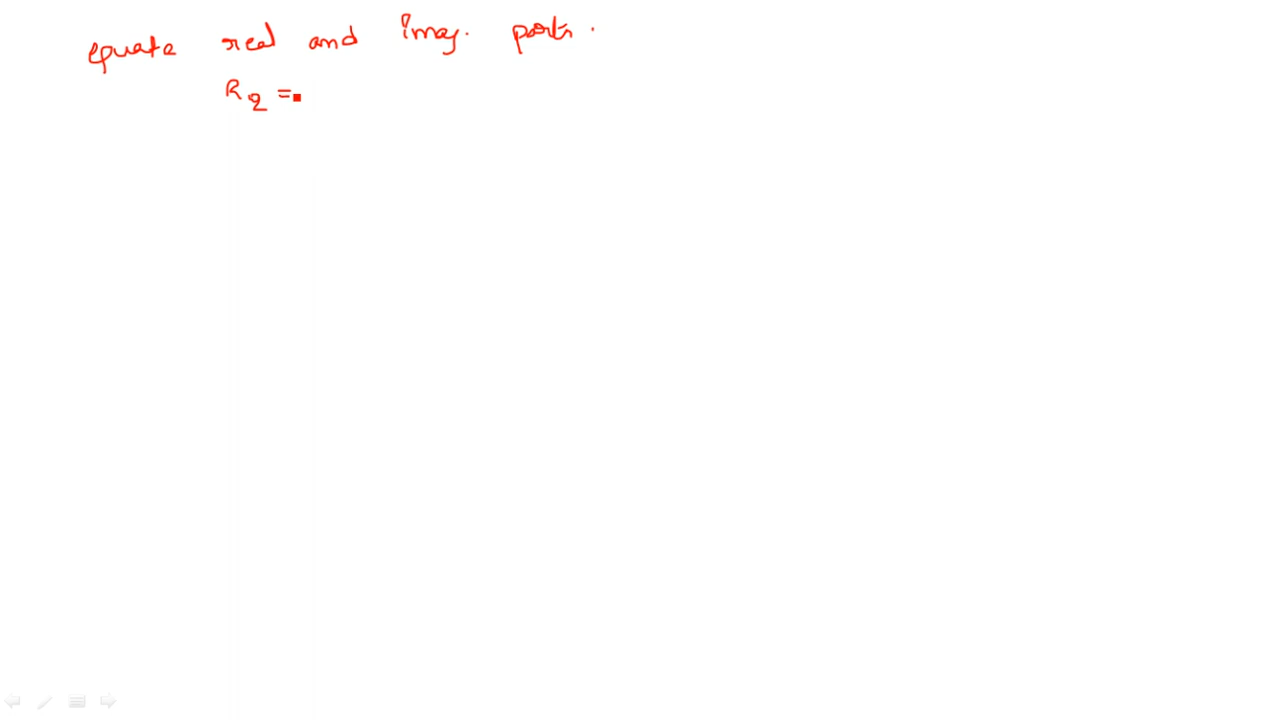 equate real and imag. parts.
R2 =